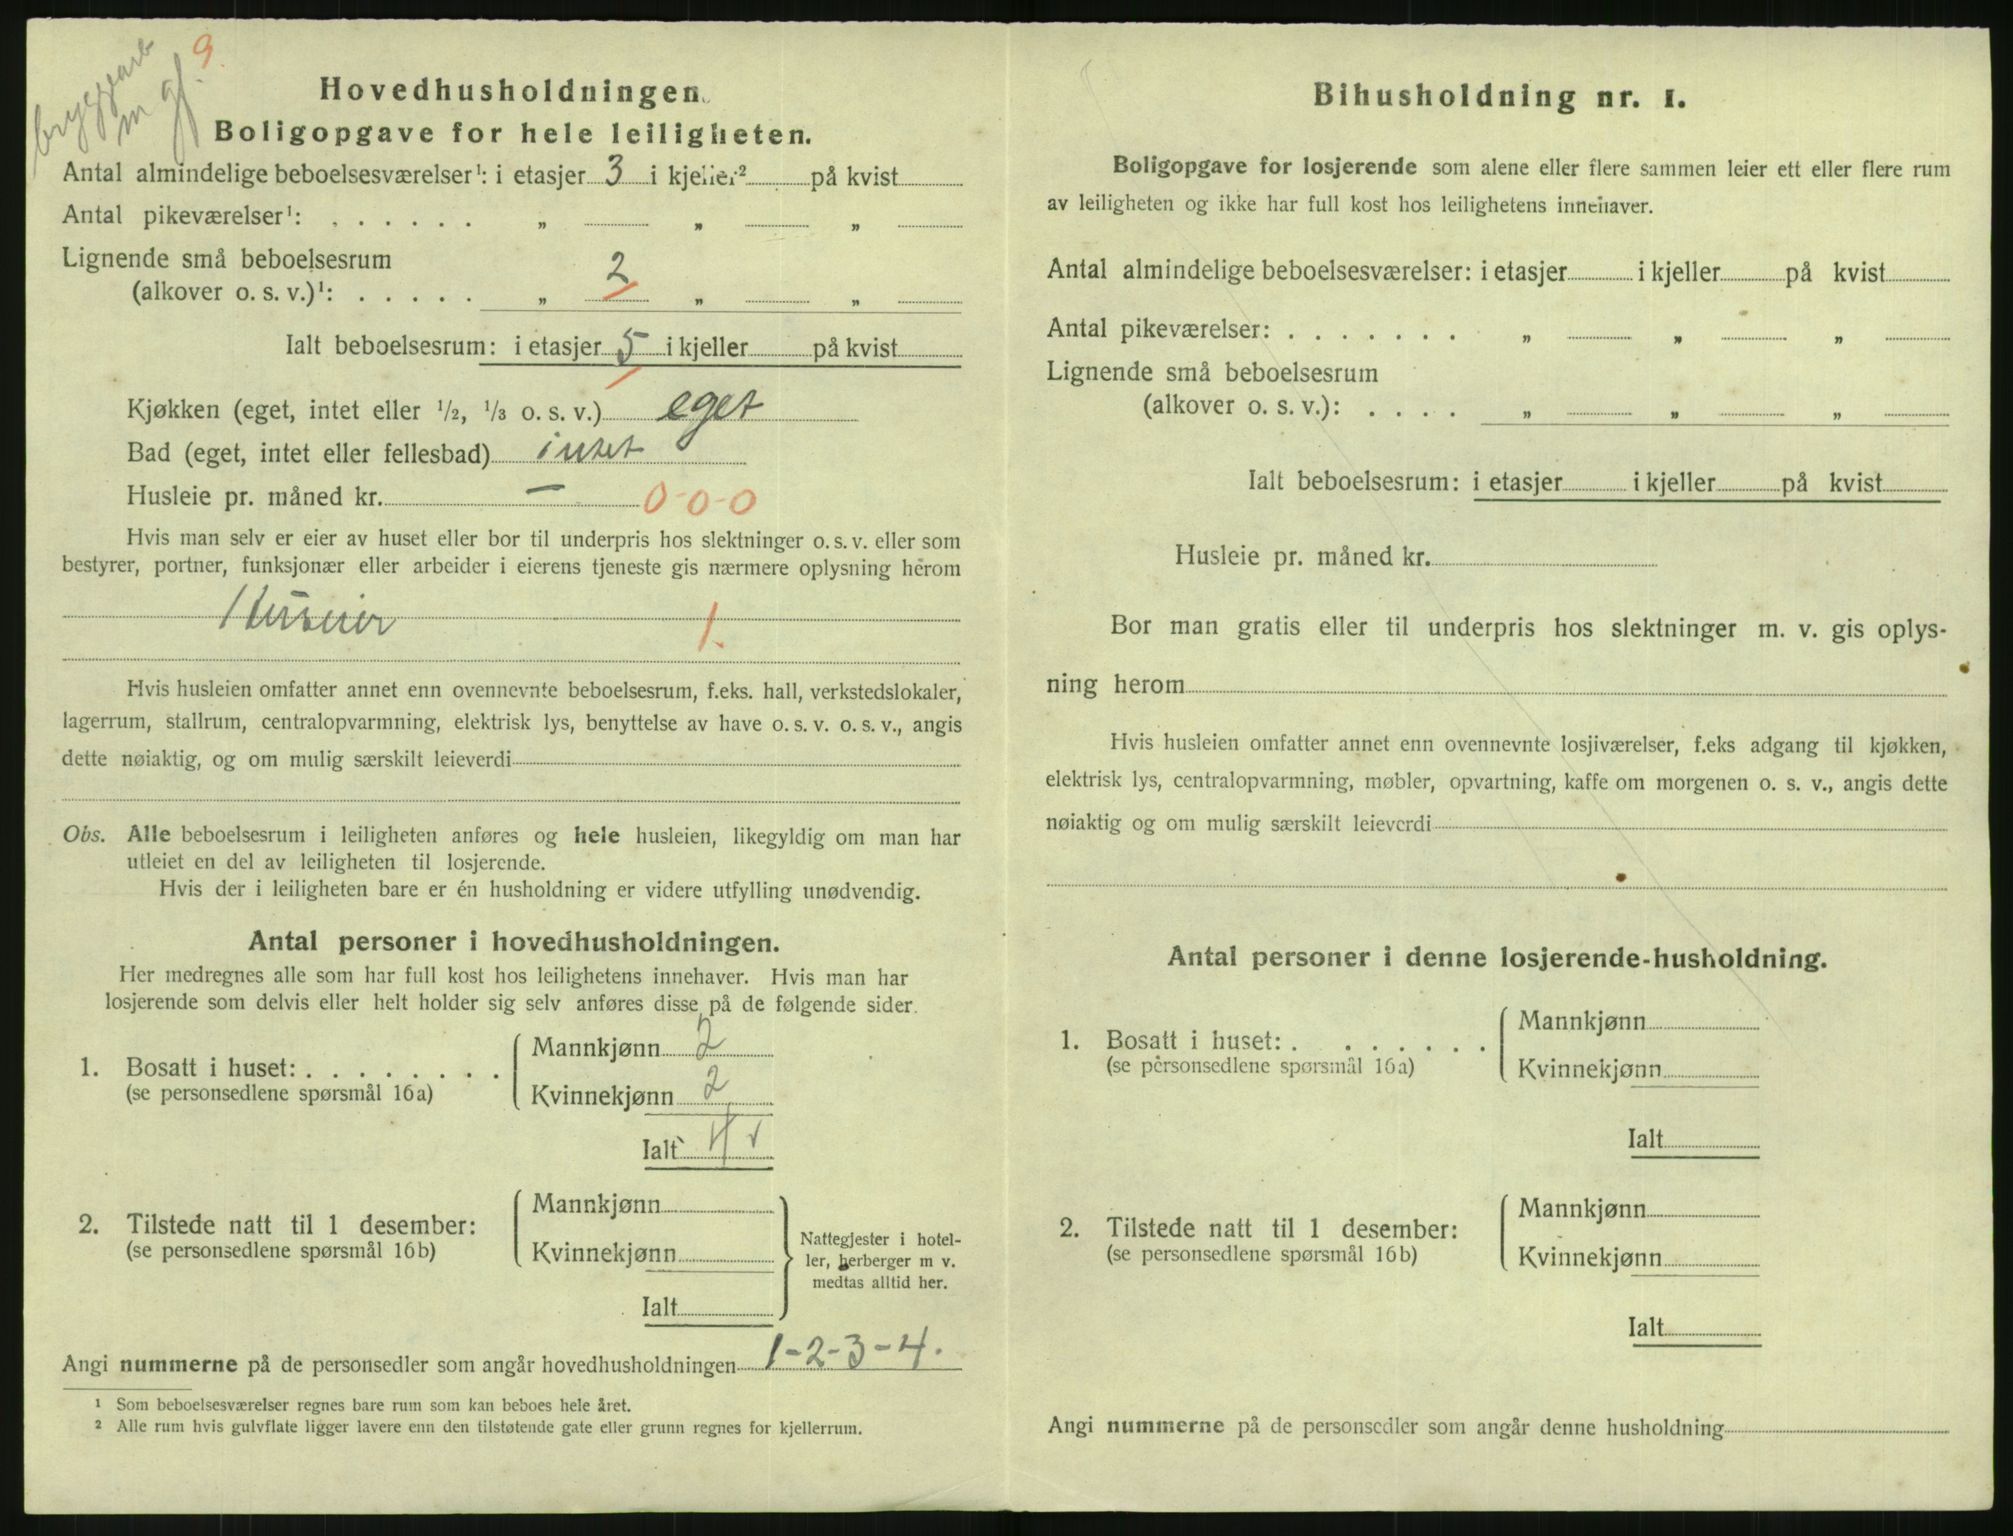 bryggearb
m gf. 9.
Hovedhusholdningen.
Boligopgave for hele leiligheten.
Antal almindelige beboelsesværelser¹: i etasjer 3 i kjeller² på kvist
Antal pikeværelser¹: . . . . . . „ „ „
Lignende små beboelsesrum
(alkover o. s. v.)¹: . . . . . „ 2 „ „
Ialt beboelsesrum: i etasjer 5 i kjeller på kvist
Kjøkken (eget, intet eller ½, ⅓ o. s. v.) eget
Bad (eget, intet eller fellesbad) intet
Husleie pr. måned kr. — 0-0-0
Hvis man selv er eier av huset eller bor til underpris hos slektninger o. s. v. eller som
bestyrer, portner, funksjonær eller arbeider i eierens tjeneste gis nærmere oplysning herom
Huseier 1.
Hvis husleien omfatter annet enn ovennevnte beboelsesrum, f.eks. hall, verkstedslokaler,
lagerrum, stallrum, centralopvarmning, elektrisk lys, benyttelse av have o. s. v. o. s. v., angis
dette nøiaktig, og om mulig særskilt leieverdi
Obs. Alle beboelsesrum i leiligheten anføres og hele husleien, likegyldig om man har
utleiet en del av leiligheten til losjerende.
Hvis der i leiligheten bare er én husholdning er videre utfylling unødvendig.
Antal personer i hovedhusholdningen.
Her medregnes alle som har full kost hos leilighetens innehaver. Hvis man har
losjerende som delvis eller helt holder sig selv anføres disse på de følgende sider.
1. Bosatt i huset: . . . . . . . .
(se personsedlene spørsmål 16a)
Mannkjønn 2
Kvinnekjønn 2
Ialt 4 √
2. Tilstede natt til 1 desember:
(se personsedlene spørsmål 16b)
Mannkjønn
Kvinnekjønn
Ialt
Nattegjester i hotel-
ler, herberger m v.
medtas alltid her.
Angi nummerne på de personsedler som angår hovedhusholdningen 1-2-3-4.
¹ Som beboelsesværelser regnes bare rum som kan beboes hele året.
² Alle rum hvis gulvflate ligger lavere enn den tilstøtende gate eller grunn regnes for kjellerrum.
Bihusholdning nr. 1.
Boligopgave for losjerende som alene eller flere sammen leier ett eller flere rum
av leiligheten og ikke har full kost hos leilighetens innehaver.
Antal almindelige beboelsesværelser: i etasjer i kjeller på kvist
Antal pikeværelser: . . . . . . . „ „ „
Lignende små beboelsesrum
(alkover o. s. v.): . . . . „ „ „
Ialt beboelsesrum: i etasjer i kjeller på kvist
Husleie pr. måned kr.
Bor man gratis eller til underpris hos slektninger m. v. gis oplys-
ning herom
Hvis husleien omfatter annet enn ovennevnte losjiværelser, f.eks adgang til kjøkken,
elektrisk lys, centralopvarmning, møbler, opvartning, kaffe om morgenen o. s. v., angis dette
nøiaktig og om mulig særskilt leieverdi
Antal personer i denne losjerende-husholdning.
1. Bosatt i huset: . . . . . . .
(se personsedlene spørsmål 16a)
Mannkjønn
Kvinnekjønn
Ialt
2. Tilstede natt til 1 desember:
(se personsedlene spørsmål 16b)
Mannkjønn
Kvinnekjønn
Ialt
Angi nummerne på de personsedler som angår denne husholdning